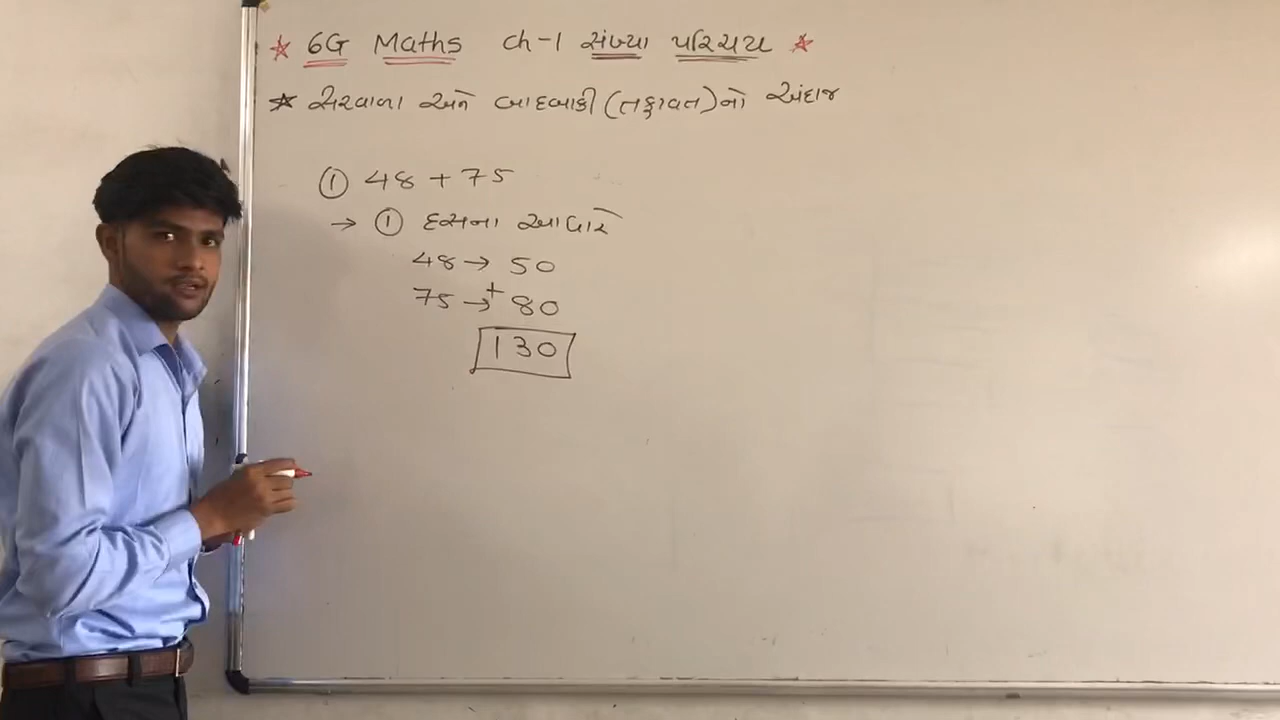 ★ 6G Maths ch-1 સંખ્યા પરિચય ★
★ સરવાળા અને બાદબાકી (તફાવત) નો અંદાજ
① 48 + 75
→ ① દસના આધારે
48 → 50
75 → + 80
130